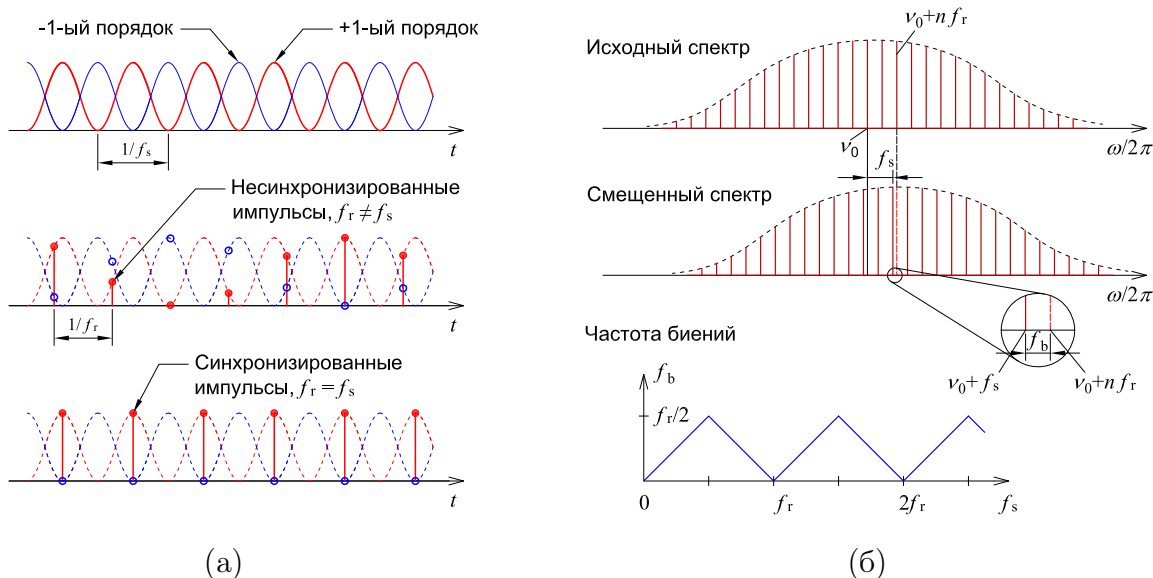 -1-ый порядок
+1-ый порядок
1/fs
t
Несинхронизированные
импульсы, fr ≠ fs
1/fr
t
Синхронизированные
импульсы, fr = fs
t
(а)
Исходный спектр
ν0+n fr
ν0
ω/2π
fs
Смещенный спектр
ω/2π
fb
ν0+fs
ν0+n fr
Частота биений
fb
fr/2
0
fr
2fr
fs
(б)